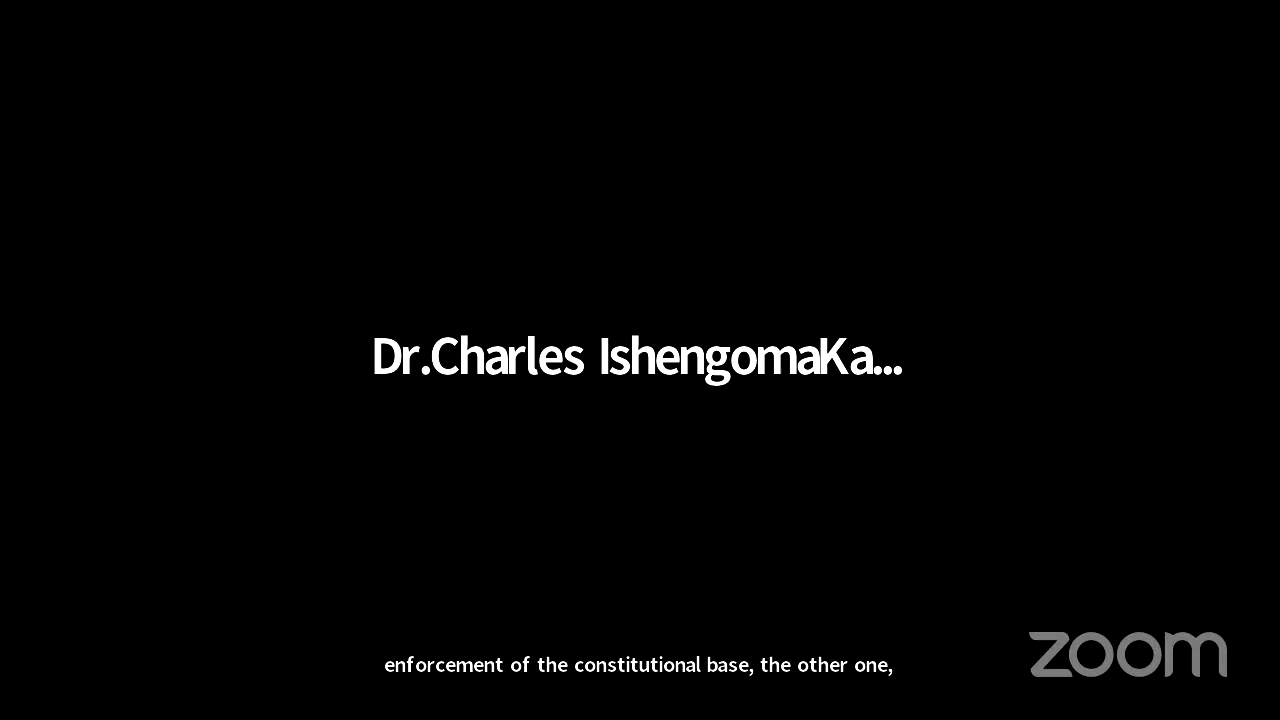 Dr.Charles IshengomaKa...
enforcement of the constitutional base, the other one,
zoom